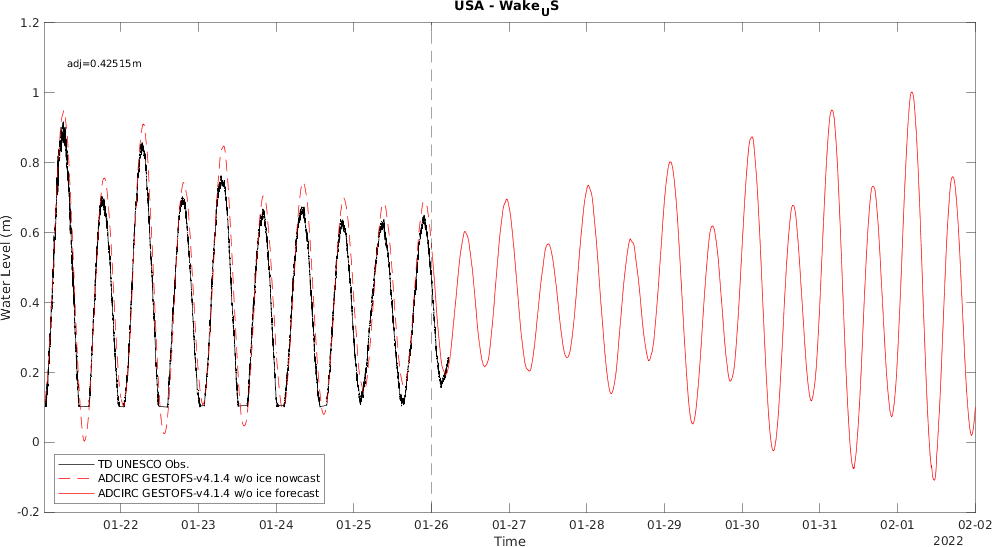 USA - WakeUS
1.2
adj=0.42515m
1
0.8
0.6
0.4
0.2
0
-0.2
Water Level (m)
TD UNESCO Obs.
ADCIRC GESTOFS-v4.1.4 w/o ice nowcast
ADCIRC GESTOFS-v4.1.4 w/o ice forecast
01-22 01-23 01-24 01-25 01-26 01-27 01-28 01-29 01-30 01-31 02-01 02-02
Time
2022